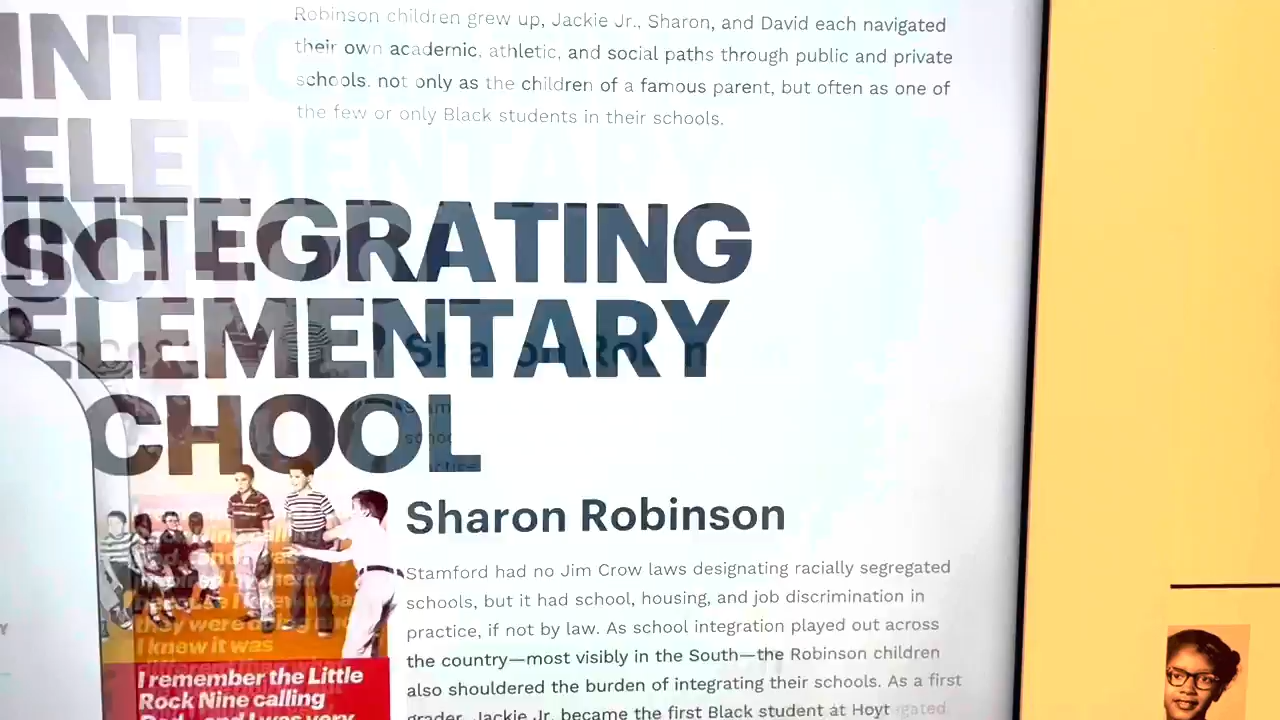 Robinson children grew up, Jackie Jr., Sharon, and David each navigated
their own academic, athletic, and social paths through public and private
schools. not only as the children of a famous parent, but often as one of
the few or only Black students in their schools.
INTEGRATING
ELEMENTARY
SCHOOL
Sharon Robinson
Stamford had no Jim Crow laws designating racially segregated
schools, but it had school, housing, and job discrimination in
practice, if not by law. As school integration played out across
the country—most visibly in the South—the Robinson children
also shouldered the burden of integrating their schools. As a first
grader, Jackie Jr. became the first Black student at Hoyt
I remember the Little
Rock Nine calling
Dad—and I was very